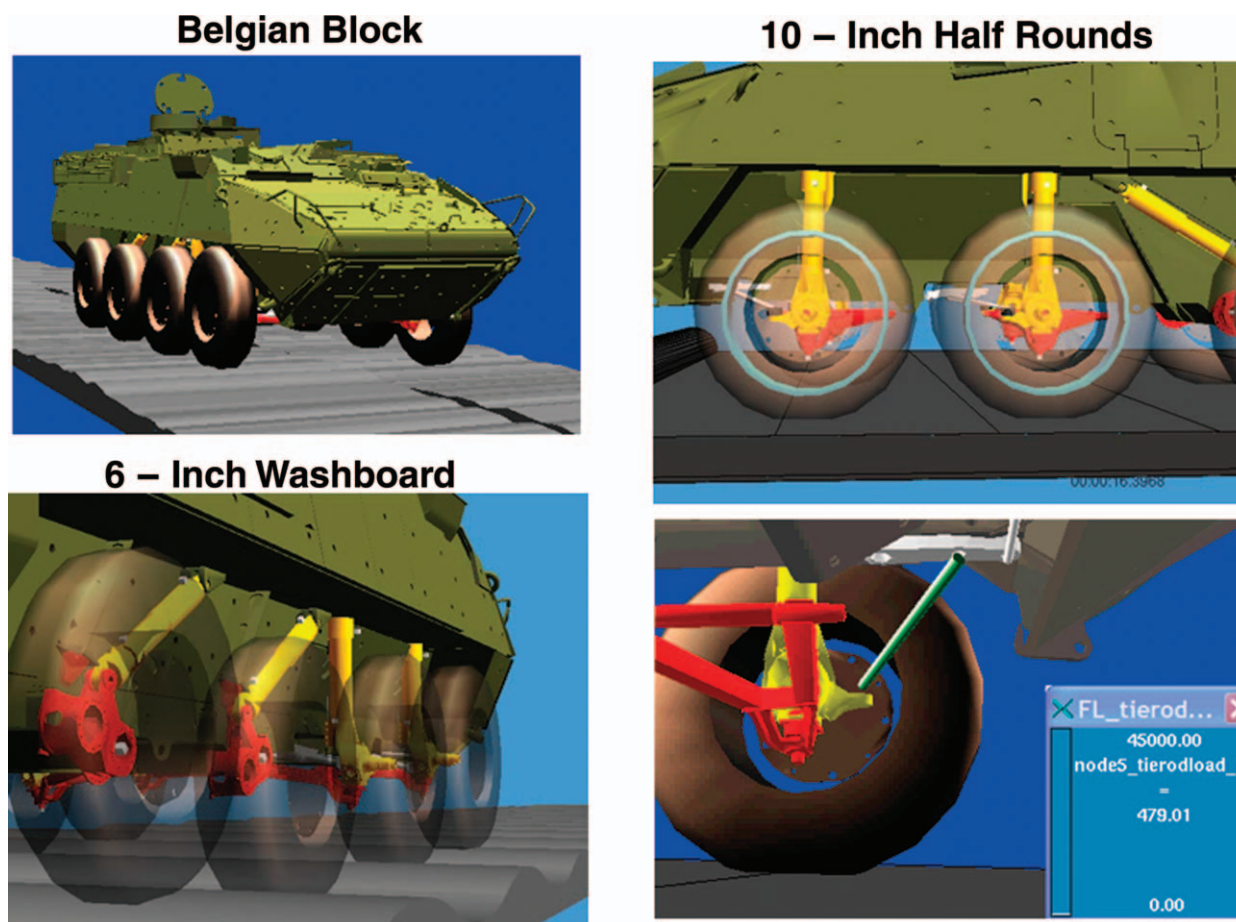 Belgian Block
10 – Inch Half Rounds
00:00:16.3968
6 – Inch Washboard
FL_tierod...
45000.00
node5_tierodload_
=
479.01
0.00